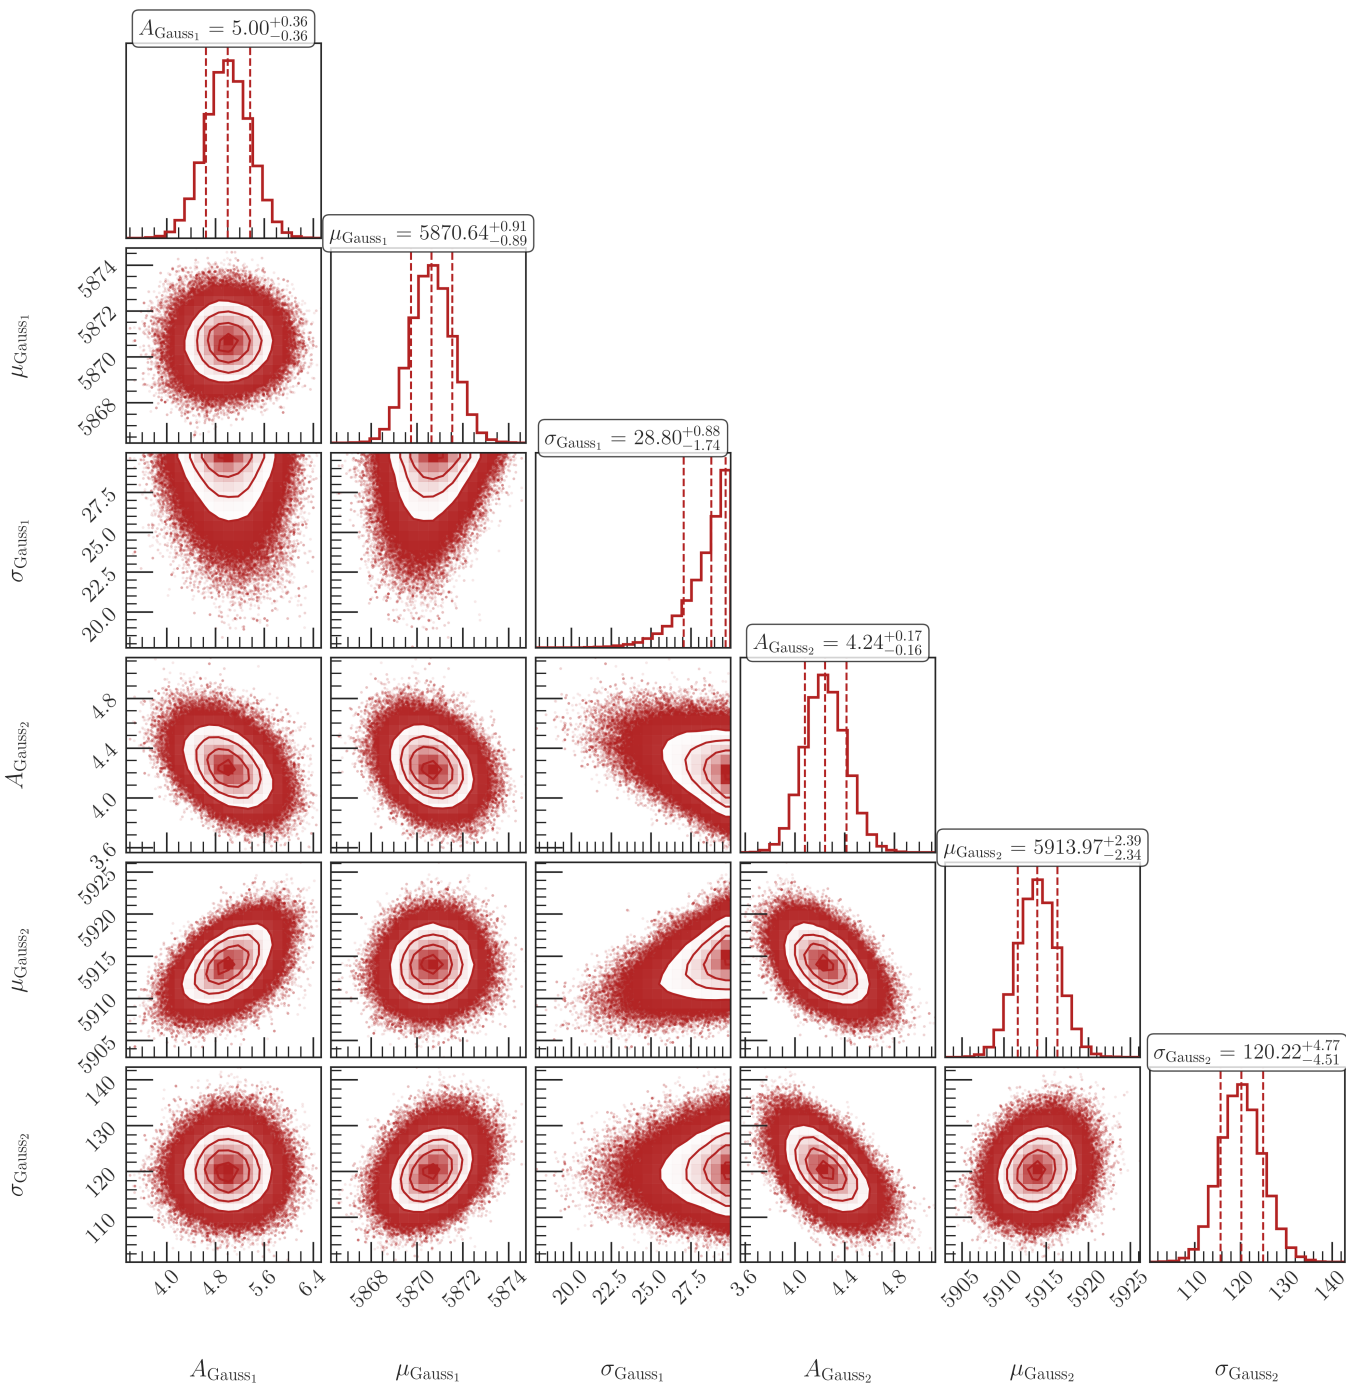 A_Gauss₁ = 5.00 +0.36 −0.36
μ_Gauss₁ = 5870.64 +0.91 −0.89
5874
5872
5870
5868
μ_Gauss₁
σ_Gauss₁ = 28.80 +0.88 −1.74
27.5
25.0
22.5
20.0
σ_Gauss₁
A_Gauss₂ = 4.24 +0.17 −0.16
4.8
4.4
4.0
3.6
A_Gauss₂
μ_Gauss₂ = 5913.97 +2.39 −2.34
5925
5920
5915
5910
5905
μ_Gauss₂
σ_Gauss₂ = 120.22 +4.77 −4.51
140
130
120
110
σ_Gauss₂
4.0 4.8 5.6 6.4 5868 5870 5872 5874 20.0 22.5 25.0 27.5 3.6 4.0 4.4 4.8 5905 5910 5915 5920 5925 110 120 130 140
A_Gauss₁ μ_Gauss₁ σ_Gauss₁ A_Gauss₂ μ_Gauss₂ σ_Gauss₂